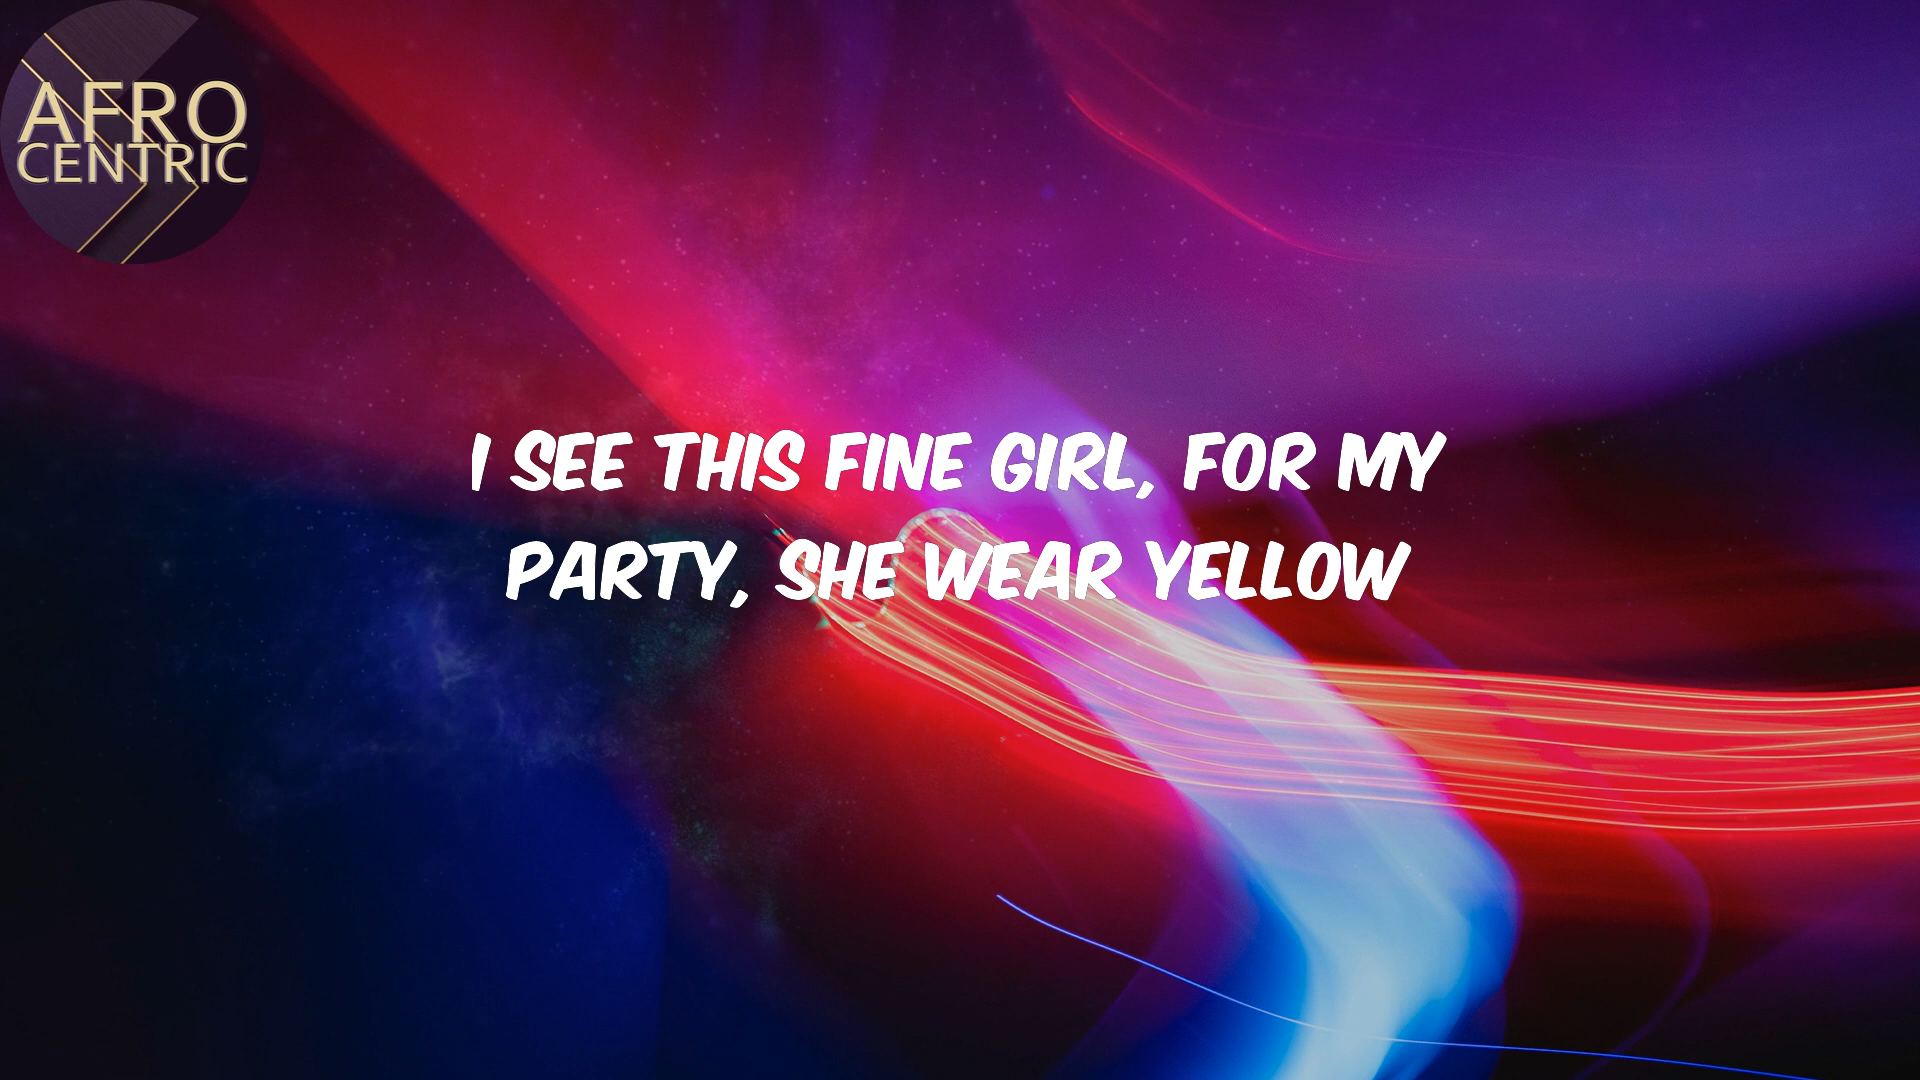 AFRO
CENTRIC
I SEE THIS FINE GIRL, FOR MY
PARTY, SHE WEAR YELLOW